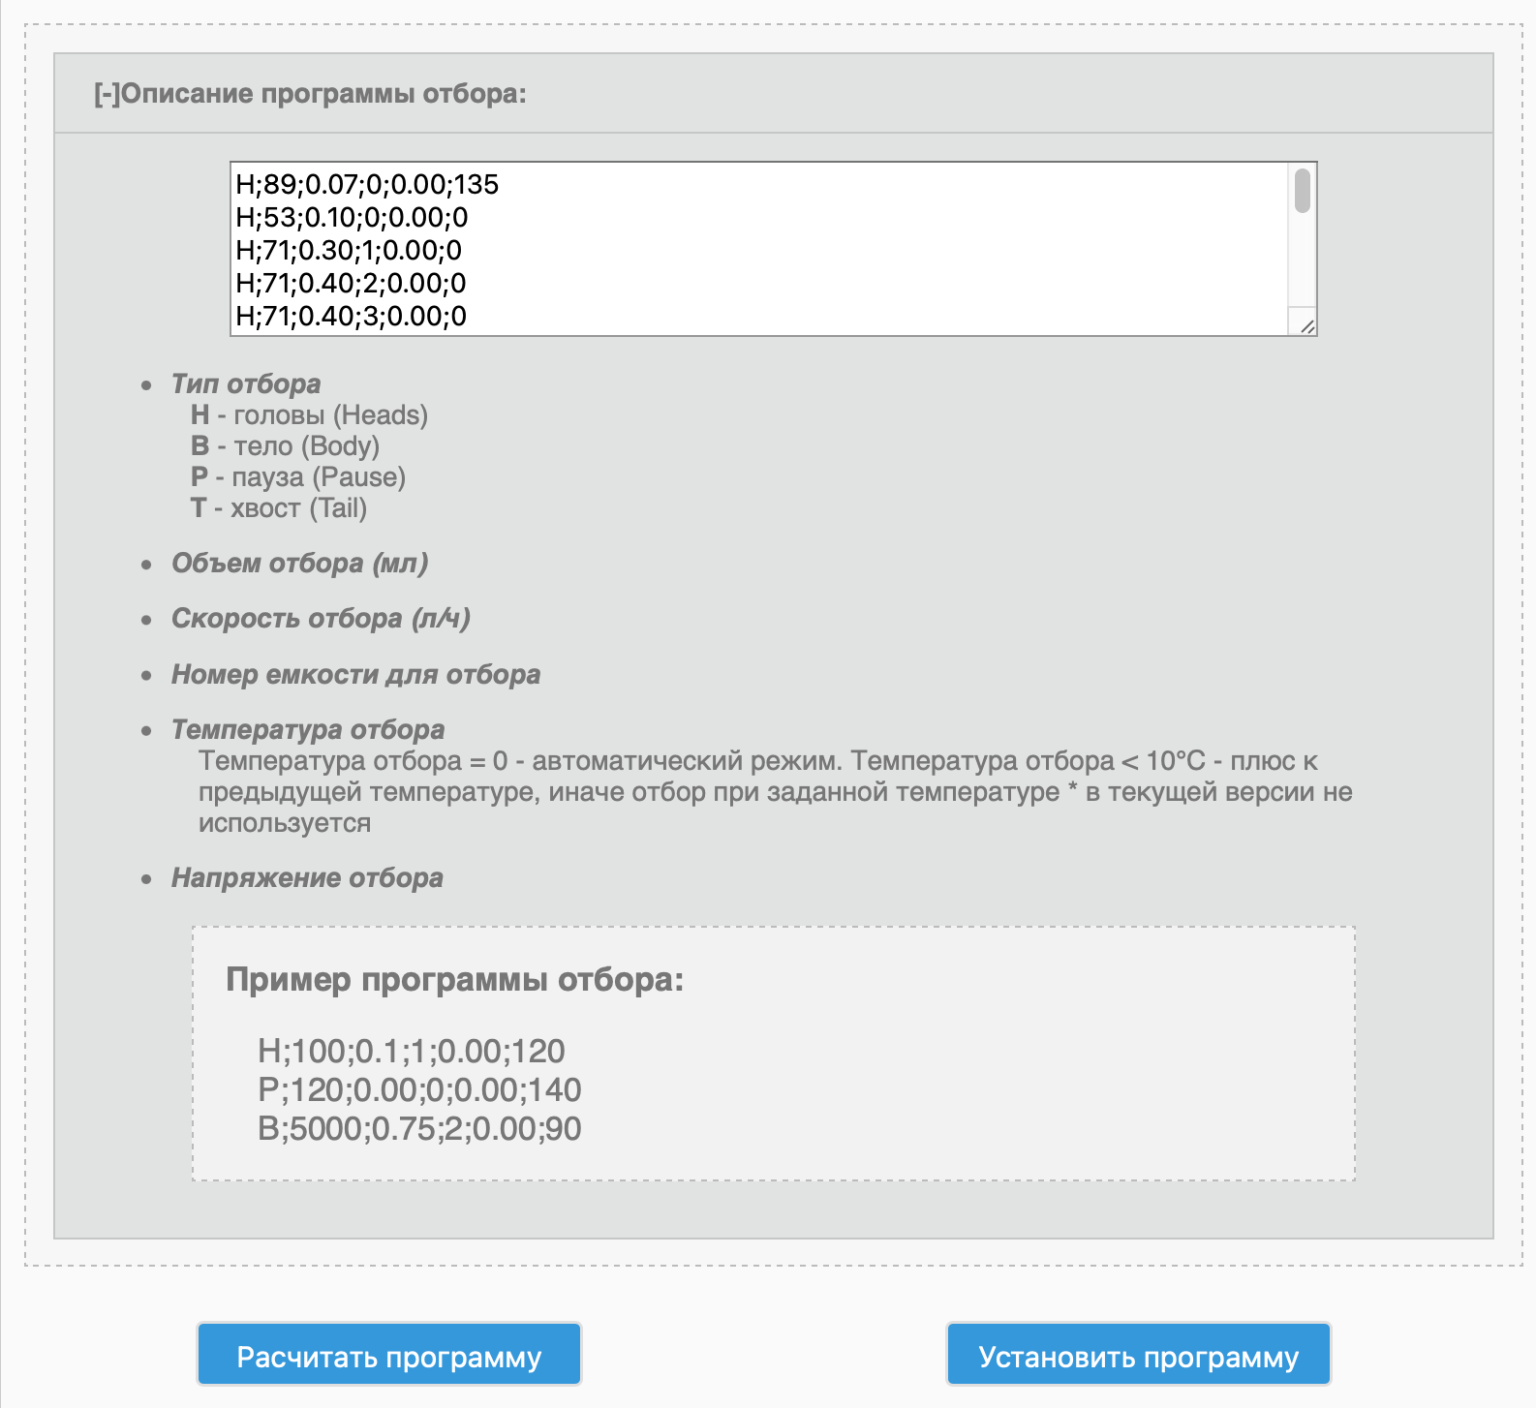 [-]Описание программы отбора:
H;89;0.07;0;0.00;135
H;53;0.10;0;0.00;0
H;71;0.30;1;0.00;0
H;71;0.40;2;0.00;0
H;71;0.40;3;0.00;0
• Тип отбора
H - головы (Heads)
B - тело (Body)
P - пауза (Pause)
T - хвост (Tail)
• Объем отбора (мл)
• Скорость отбора (л/ч)
• Номер емкости для отбора
• Температура отбора
Температура отбора = 0 - автоматический режим. Температура отбора < 10°C - плюс к
предыдущей температуре, иначе отбор при заданной температуре * в текущей версии не
используется
• Напряжение отбора
Пример программы отбора:
H;100;0.1;1;0.00;120
P;120;0.00;0;0.00;140
B;5000;0.75;2;0.00;90
Расчитать программу
Установить программу